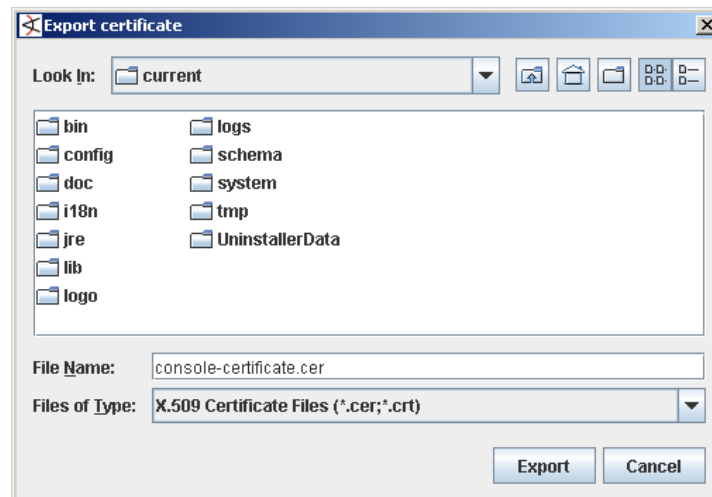 Export certificate
Look In: current
bin
config
doc
i18n
jre
lib
logo
logs
schema
system
tmp
UninstallerData
File Name: console-certificate.cer
Files of Type: X.509 Certificate Files (*.cer;*.crt)
Export Cancel